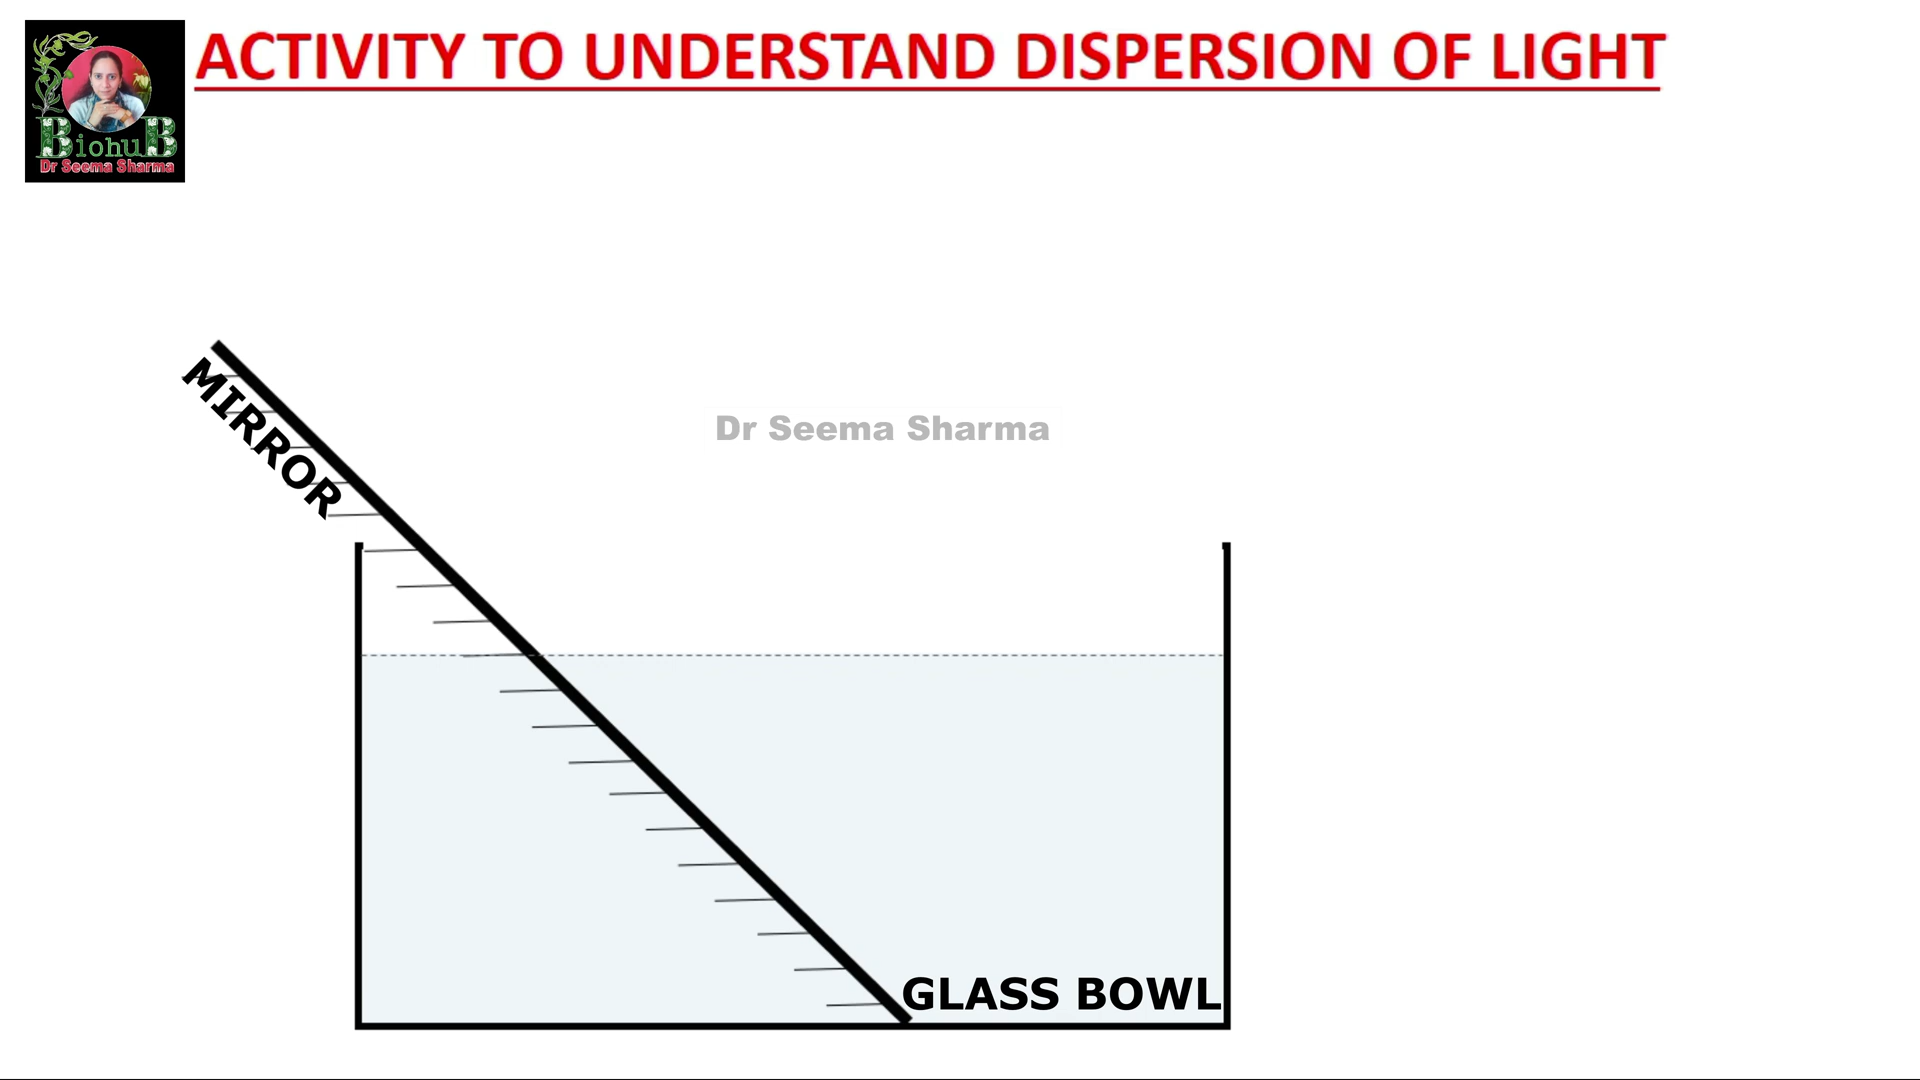 ACTIVITY TO UNDERSTAND DISPERSION OF LIGHT
BiohuB
Dr Seema Sharma
MIRROR
Dr Seema Sharma
GLASS BOWL